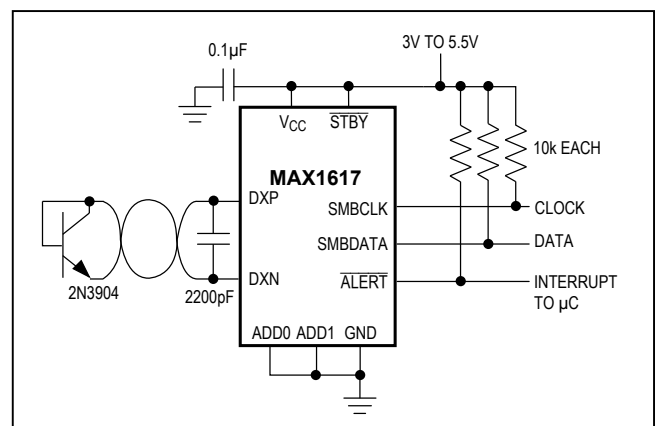 3V TO 5.5V
0.1µF
VCC
STBY
10k EACH
MAX1617
DXP
SMBCLK
CLOCK
SMBDATA
DATA
DXN
ALERT
INTERRUPT
TO µC
2N3904
2200pF
ADD0 ADD1 GND